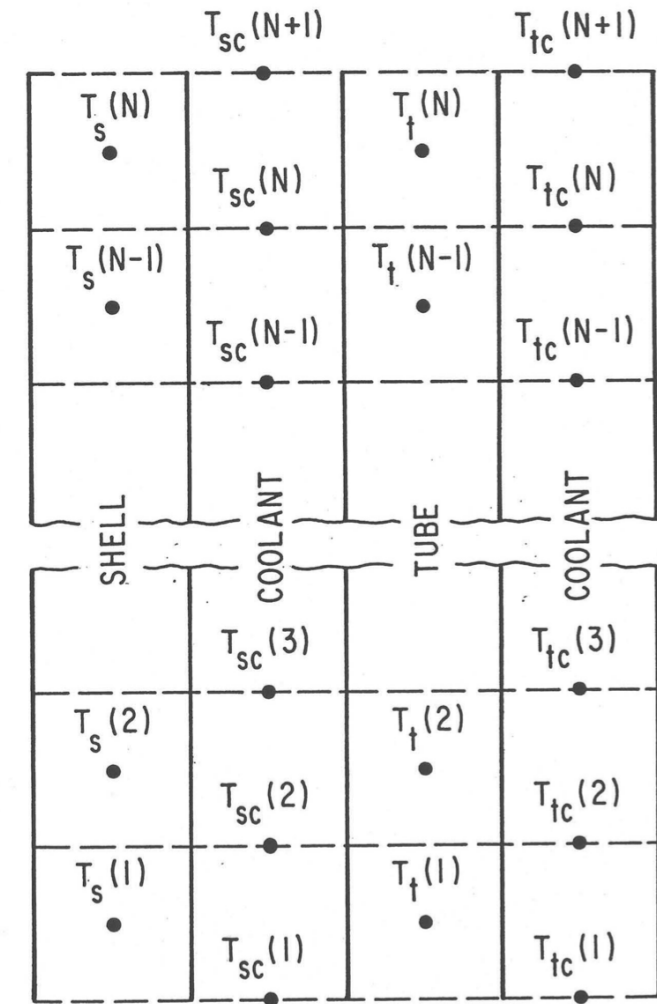 T_sc(N+1) T_tc(N+1)
T_s(N) T_t(N)
T_sc(N) T_tc(N)
T_s(N-1) T_t(N-1)
T_sc(N-1) T_tc(N-1)
SHELL COOLANT TUBE COOLANT
T_sc(3) T_tc(3)
T_s(2) T_t(2)
T_sc(2) T_tc(2)
T_s(1) T_t(1)
T_sc(1) T_tc(1)